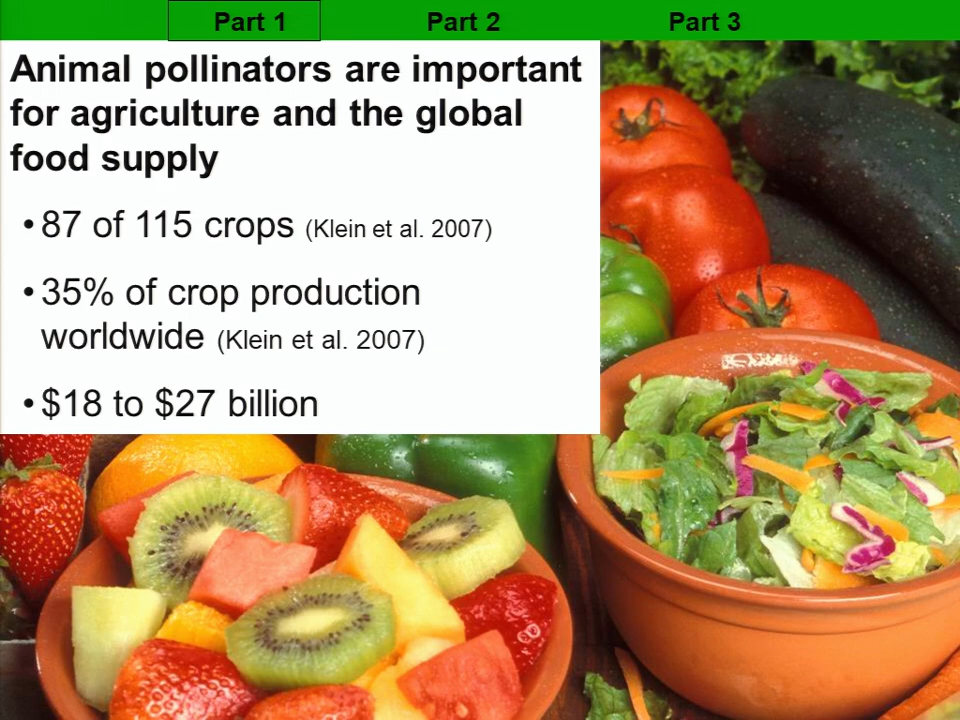 Part 1 Part 2 Part 3
Animal pollinators are important
for agriculture and the global
food supply
• 87 of 115 crops (Klein et al. 2007)
• 35% of crop production
worldwide (Klein et al. 2007)
• $18 to $27 billion